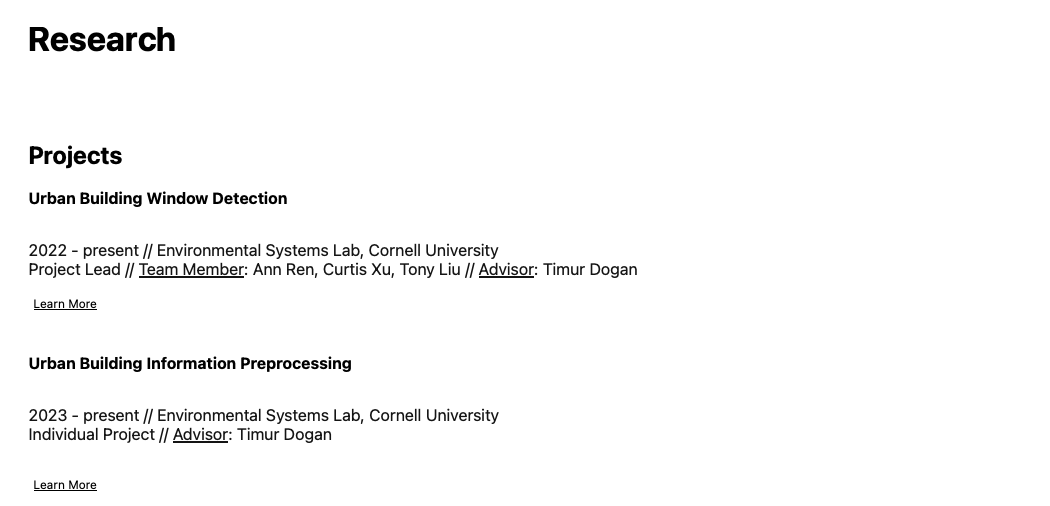 Research
Projects
Urban Building Window Detection
2022 - present // Environmental Systems Lab, Cornell University
Project Lead // Team Member: Ann Ren, Curtis Xu, Tony Liu // Advisor: Timur Dogan
Learn More
Urban Building Information Preprocessing
2023 - present // Environmental Systems Lab, Cornell University
Individual Project // Advisor: Timur Dogan
Learn More